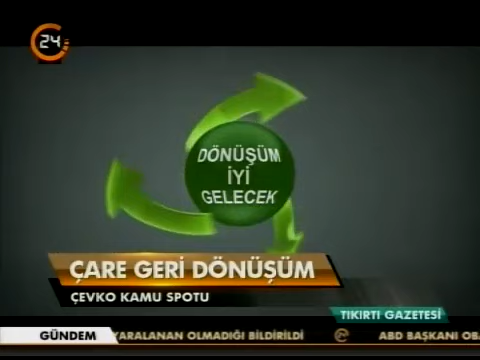 24
DÖNÜŞÜM
İYİ
GELECEK
ÇARE GERİ DÖNÜŞÜM
ÇEVKO KAMU SPOTU
TIKIRTI GAZETESİ
GÜNDEM
YARALANAN OLMADIĞI BİLDİRİLDİ
ABD BAŞKANI